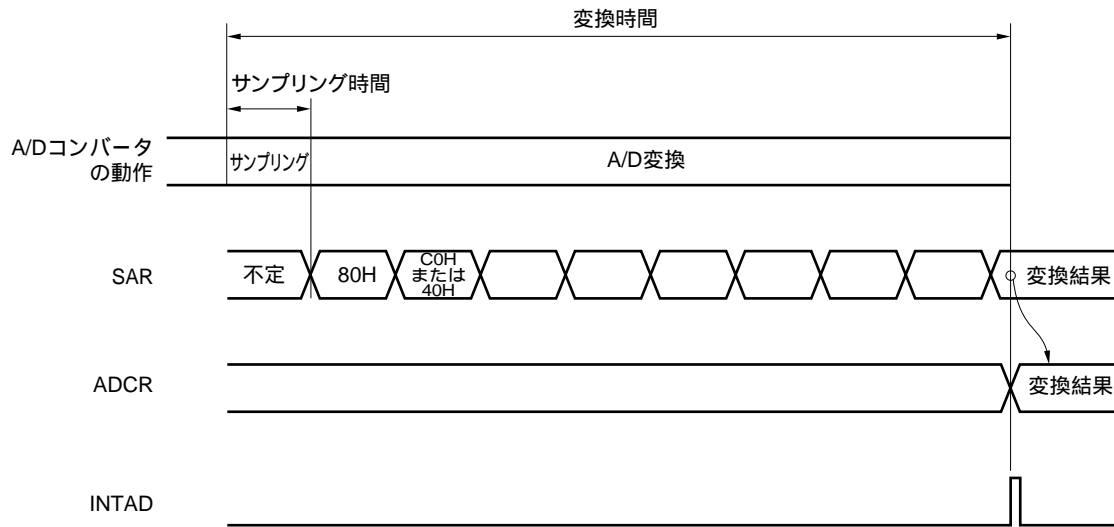 変換時間
サンプリング時間
A/Dコンバータ
の動作
サンプリング
A/D変換
SAR
不定
80H
C0H
または
40H
変換結果
ADCR
変換結果
INTAD